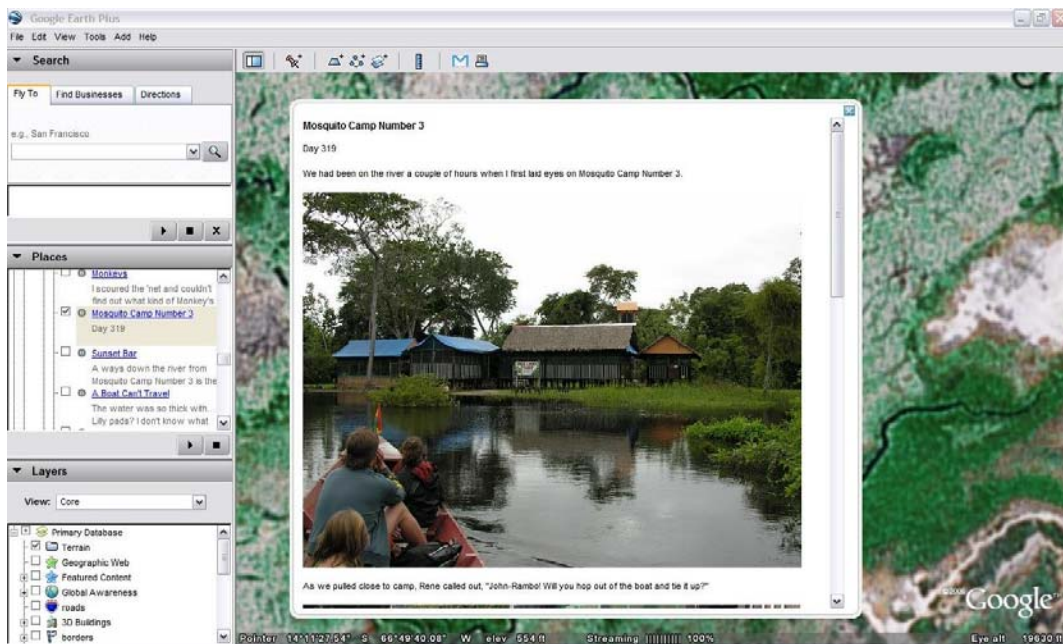 Google Earth Plus
File Edit View Tools Add Help
Search
Fly To Find Businesses Directions
e.g., San Francisco
Places
Monkeys
I scoured the 'net and couldn't
find out what kind of Monkey's
Mosquito Camp Number 3
Day 319
Sunset Bar
A ways down the river from
Mosquito Camp Number 3 is the
A Boat Can't Travel
The water was so thick with...
Lily pads? I don't know what
Layers
View: Core
Primary Database
Terrain
Geographic Web
Featured Content
Global Awareness
roads
3D Buildings
borders
Mosquito Camp Number 3
Day 319
We had been on the river a couple of hours when I first laid eyes on Mosquito Camp Number 3.
As we pulled close to camp, Rene called out, "John-Rambo! Will you hop out of the boat and tie it up?"
©2006 Google™
Pointer 14°11'27.54" S 66°49'40.08" W elev 554 ft Streaming |||||||||| 100% Eye alt 19630 ft